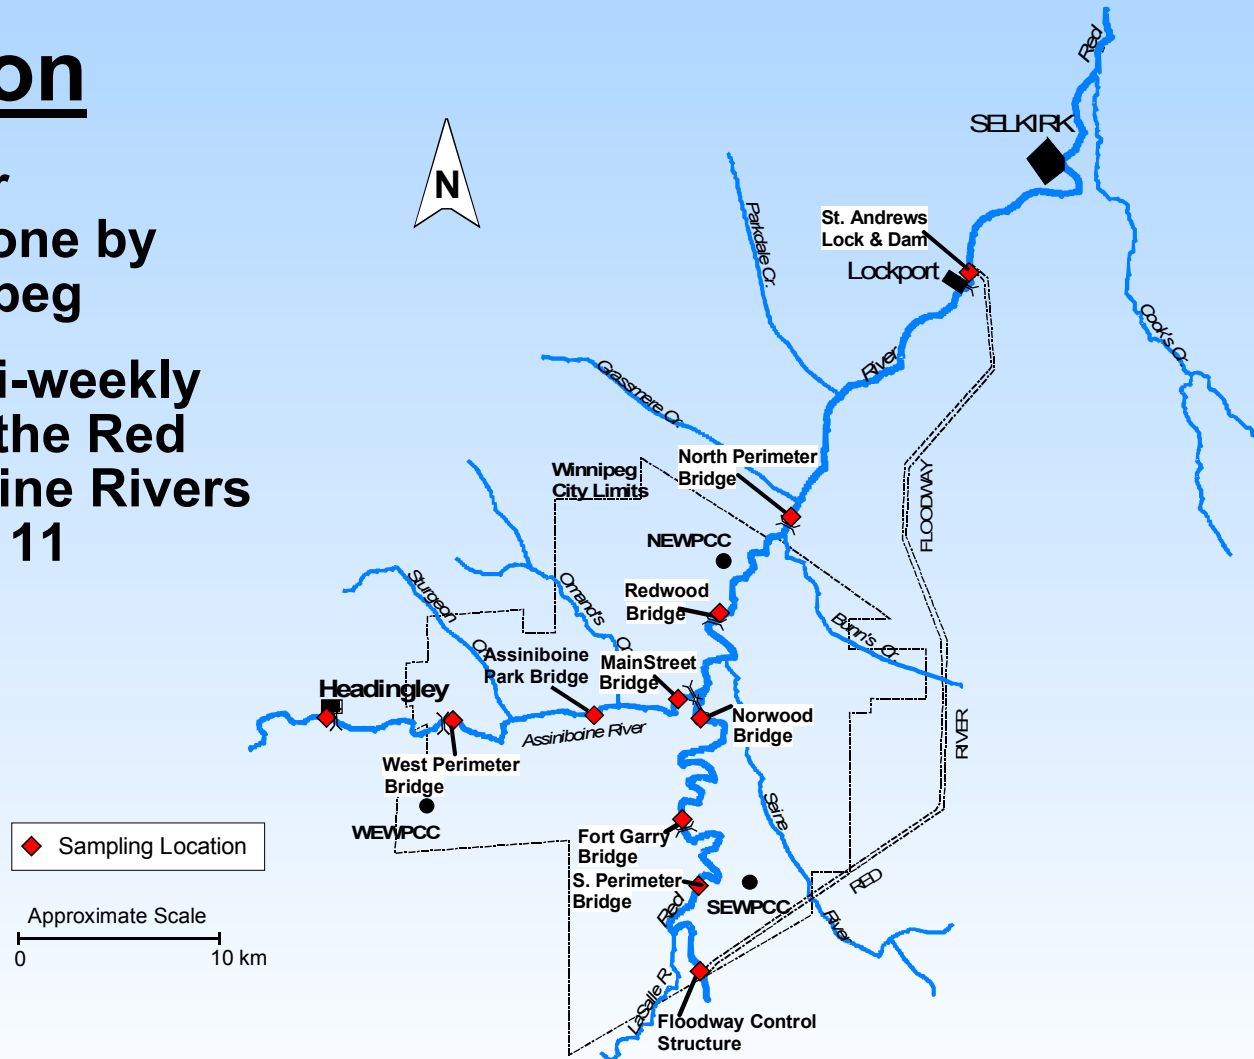 on
r
one by
peg
i-weekly
the Red
ine Rivers
11
N
Red
SELKIRK
St. Andrews
Lock & Dam
Lockport
Parkdale Cr.
River
Cook's Cr.
Grassmere Cr.
North Perimeter
Bridge
Winnipeg
City Limits
FLOODWAY
NEWPCC
Redwood
Bridge
Sturgeon
Cr.
Omand's
Cr.
Bunn's Cr.
Assiniboine
Park Bridge
MainStreet
Bridge
Headingley
Norwood
Bridge
Assiniboine River
RIVER
West Perimeter
Bridge
WEWPCC
Seine
River
Fort Garry
Bridge
S. Perimeter
Bridge
SEWPCC
RED
Red
LaSalle R.
Floodway Control
Structure
Sampling Location
Approximate Scale
0
10 km